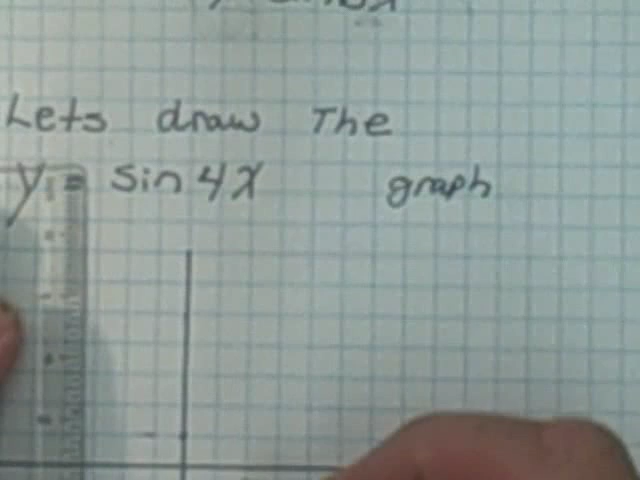 Lets draw The
y = sin 4x graph